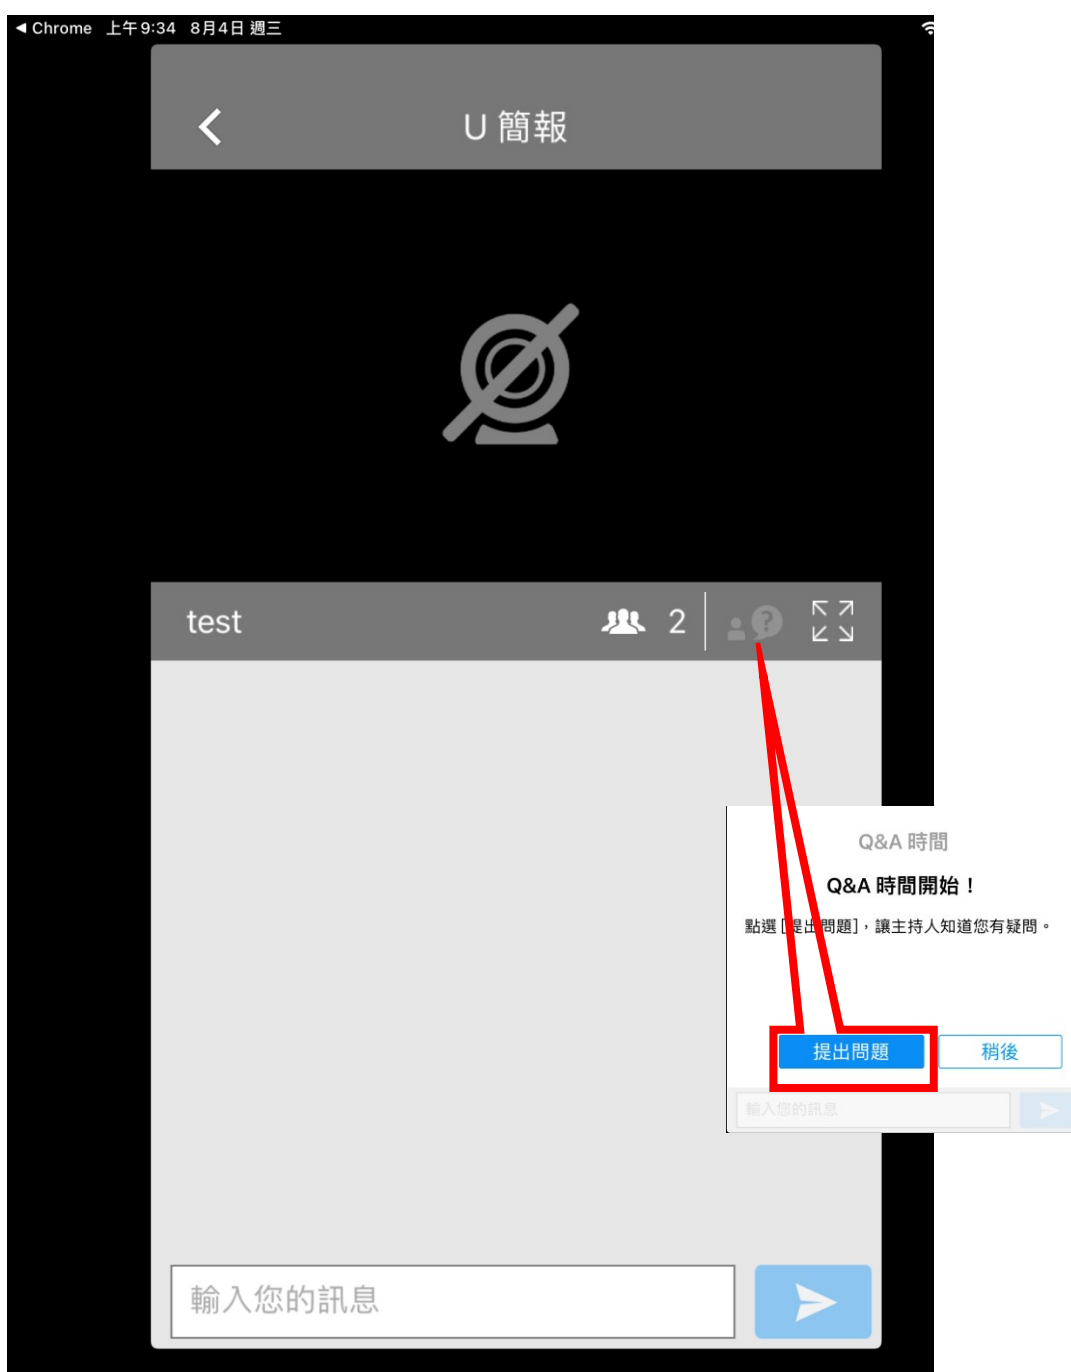 ◀ Chrome 上午9:34 8月4日 週三
U 簡報
test 2
Q&A 時間
Q&A 時間開始！
點選 [提出問題]，讓主持人知道您有疑問。
提出問題 稍後
輸入您的訊息
輸入您的訊息